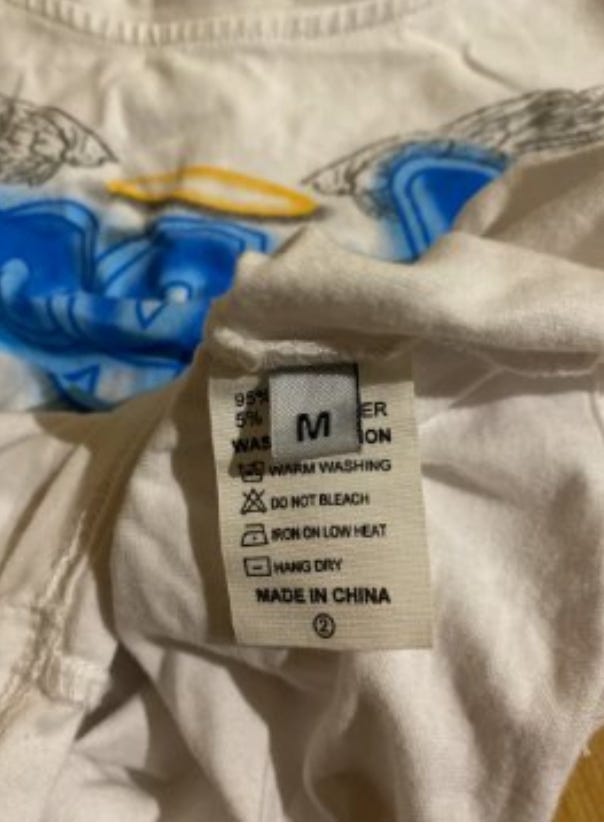 95%
5% ER
M
WAS ION
WARM WASHING
DO NOT BLEACH
IRON ON LOW HEAT
HANG DRY
MADE IN CHINA
2